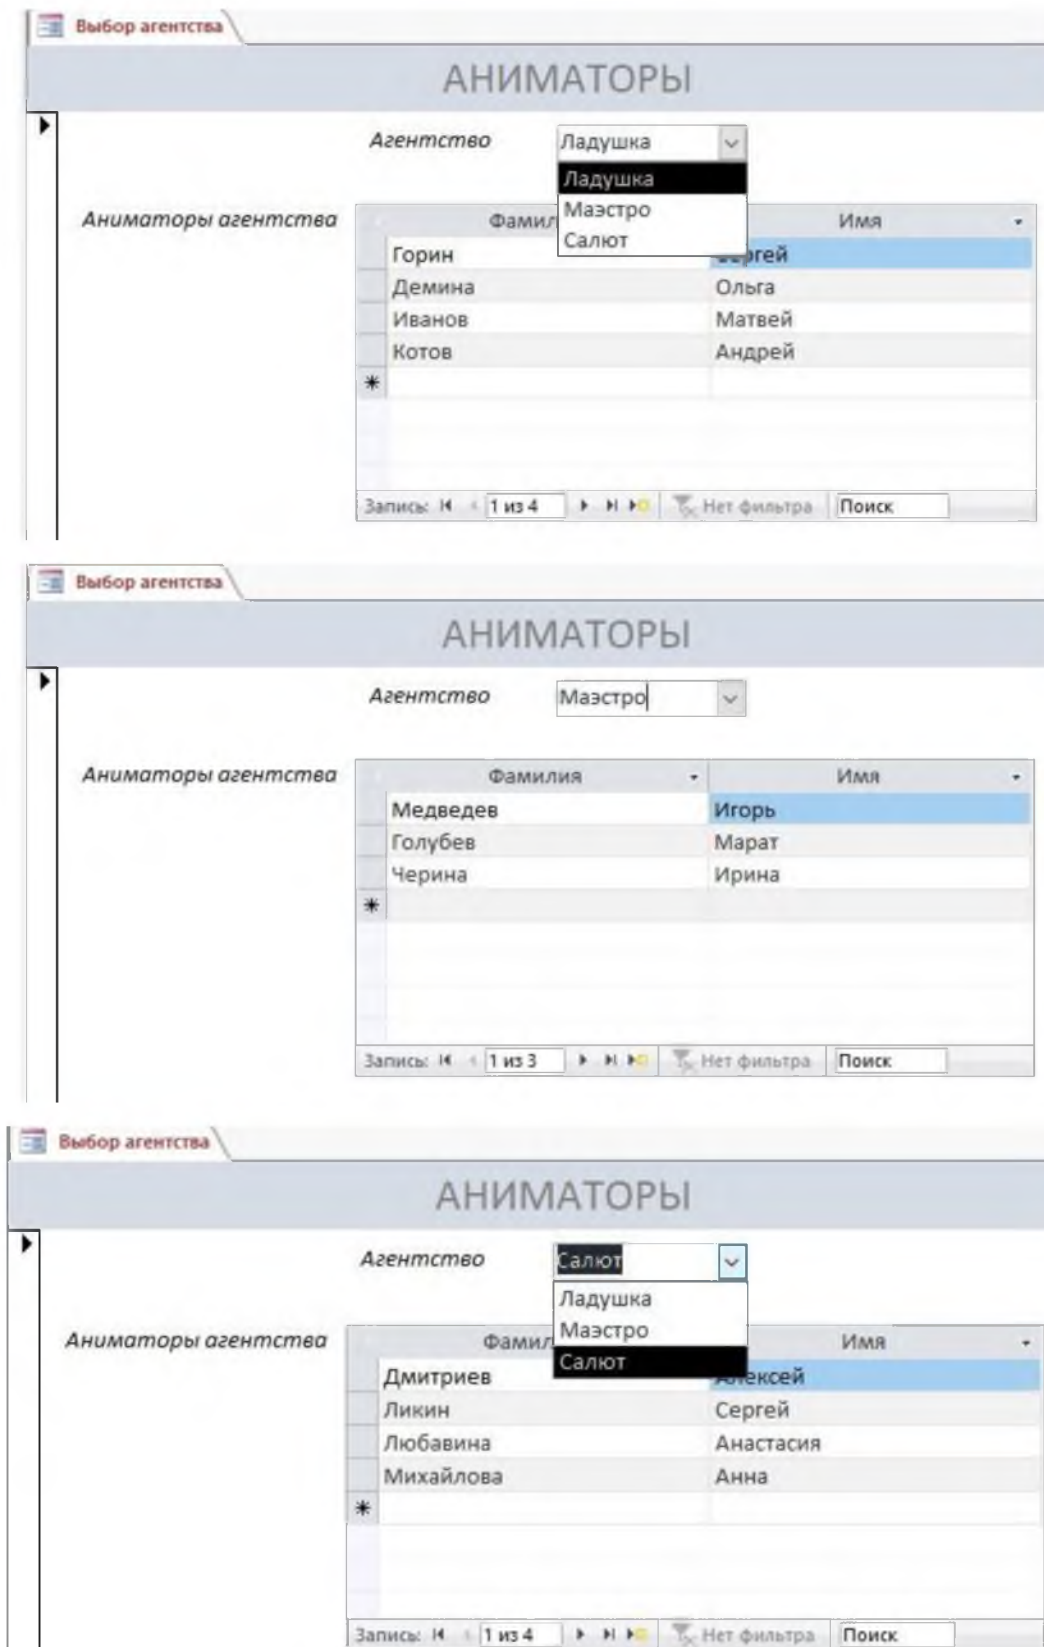 Выбор агентства
АНИМАТОРЫ
Агентство Ладушка
Ладушка
Маэстро
Салют
Аниматоры агентства Фамил Имя
Горин
Демина Ольга
Иванов Матвей
Котов Андрей
Запись: 1 из 4 Нет фильтра Поиск
Выбор агентства
АНИМАТОРЫ
Агентство Маэстро
Аниматоры агентства Фамилия Имя
Медведев Игорь
Голубев Марат
Черина Ирина
Запись: 1 из 3 Нет фильтра Поиск
Выбор агентства
АНИМАТОРЫ
Агентство Салют
Ладушка
Маэстро
Салют
Аниматоры агентства Фамил Имя
Дмитриев
Ликин Сергей
Любавина Анастасия
Михайлова Анна
Запись: 1 из 4 Нет фильтра Поиск